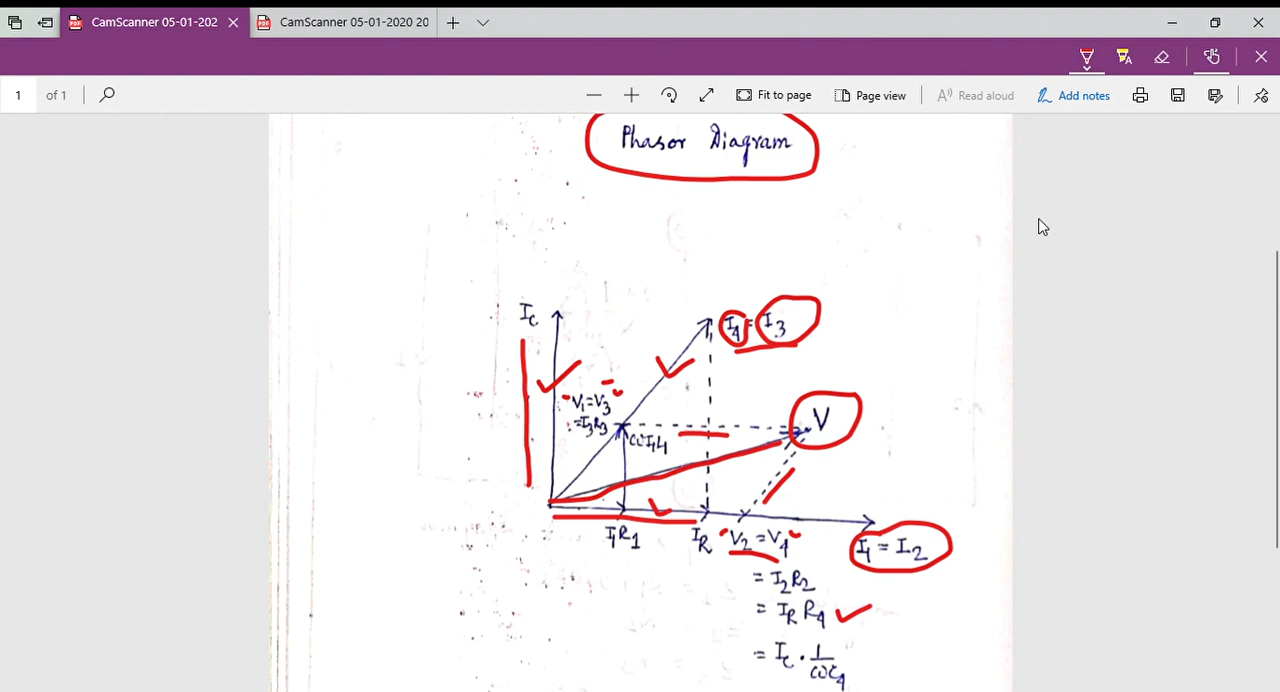 CamScanner 05-01-202
CamScanner 05-01-2020 20
1 of 1
Fit to page
Page view
Read aloud
Add notes
Phasor Diagram
Ic
I4 = I3
V1=V3
=I3R3
ωI1L1
V
I1R1
IR
V2 = V4
I1 = I2
= I2R2
= IR R4
= Ic · 1/ωC4